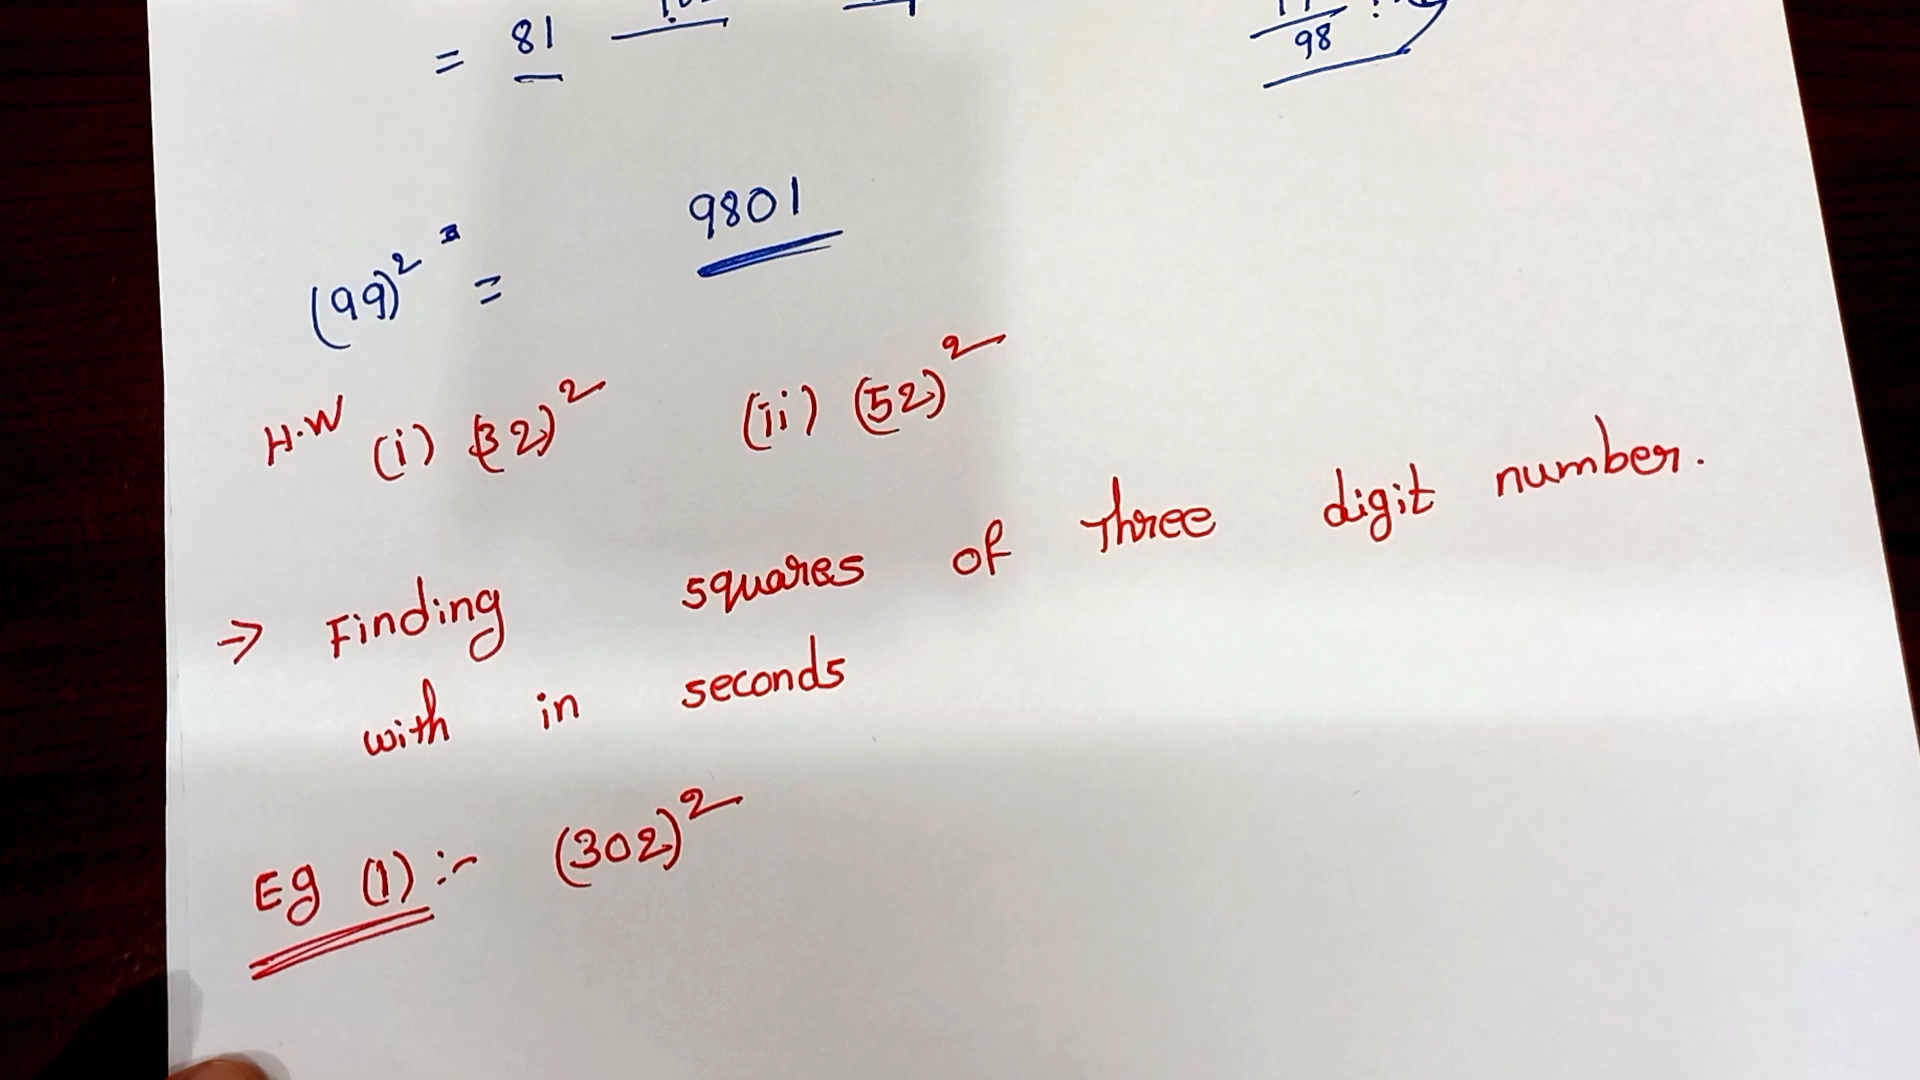 = 81
98
(99)² = 9801
H.W (i) (32)² (ii) (52)²
→ Finding squares of three digit number.
with in seconds
Eg (1) :- (302)²